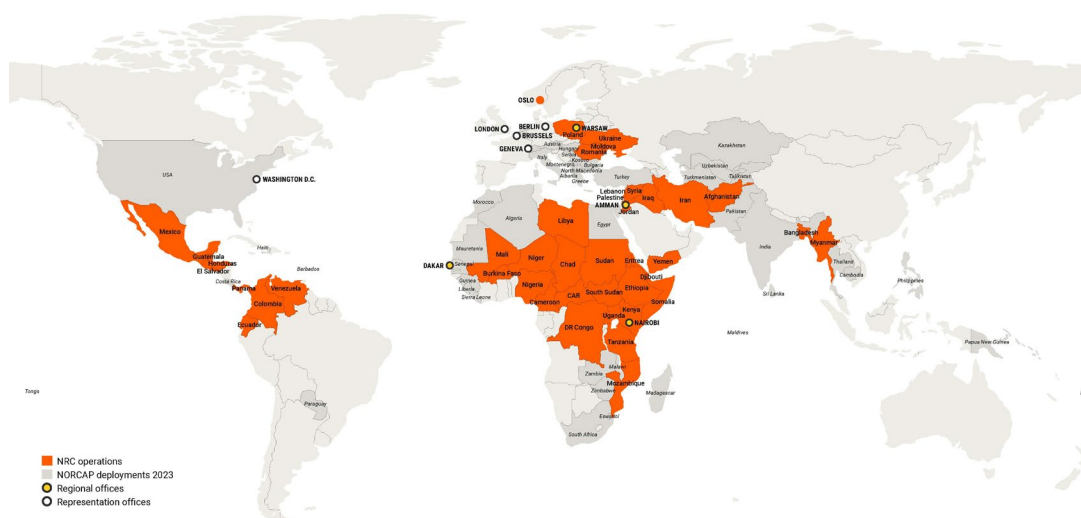 OSLO
LONDON
BERLIN
BRUSSELS
GENEVA
WARSAW
Poland
Ukraine
Moldova
Romania
Austria
Hungary
Serbia
Italy
Kosovo
Montenegro
Bulgaria
North Macedonia
Albania
Greece
Turkey
Kazakhstan
Uzbekistan
Turkmenistan
Tajikistan
USA
WASHINGTON D.C.
Lebanon
Palestine
AMMAN
Syria
Jordan
Iraq
Iran
Afghanistan
Pakistan
India
Bangladesh
Myanmar
Thailand
Cambodia
Philippines
Sri Lanka
Maldives
Papua New Guinea
Mexico
Guatemala
Honduras
El Salvador
Haiti
Barbados
Costa Rica
Panama
Venezuela
Colombia
Ecuador
Paraguay
Tonga
Morocco
Algeria
Libya
Egypt
Mauretania
DAKAR
Senegal
Guinea
Liberia
Sierra Leone
Mali
Burkina Faso
Niger
Nigeria
Chad
Sudan
Eritrea
Yemen
Djibouti
Ethiopia
South Sudan
CAR
Cameroon
Somalia
Kenya
Uganda
NAIROBI
DR Congo
Tanzania
Malawi
Zambia
Mozambique
Zimbabwe
Madagascar
Eswatini
South Africa
NRC operations
NORCAP deployments 2023
Regional offices
Representation offices